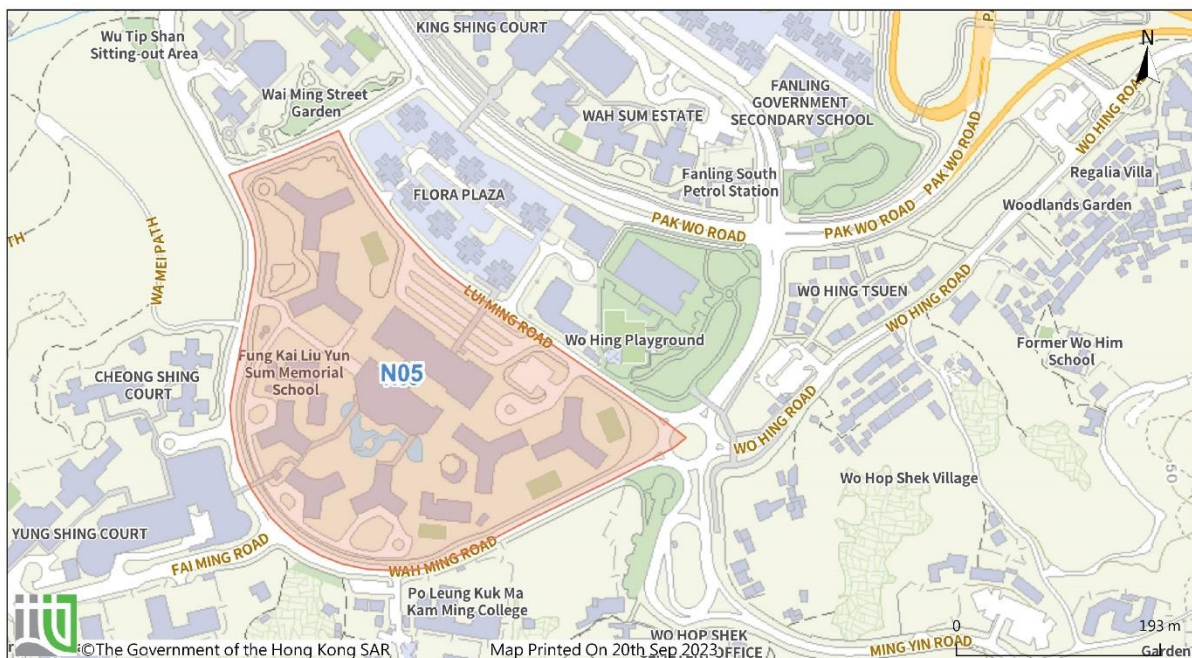 KING SHING COURT
Wu Tip Shan
Sitting-out Area
N
Wai Ming Street
Garden
WAH SUM ESTATE
FANLING
GOVERNMENT
SECONDARY SCHOOL
PAK WO ROAD
WO HING ROAD
Regalia Villa
Fanling South
Petrol Station
FLORA PLAZA
PAK WO ROAD
PAK WO ROAD
Woodlands Garden
WA MEI PATH
LUI MING ROAD
WO HING TSUEN
WO HING ROAD
Wo Hing Playground
Former Wo Him
School
Fung Kai Liu Yun
Sum Memorial
School
N05
CHEONG SHING
COURT
WO HING ROAD
Wo Hop Shek Village
50
YUNG SHING COURT
FAI MING ROAD
WAH MING ROAD
Po Leung Kuk Ma
Kam Ming College
0
193 m
WO HOP SHEK
OFFICE
MING YIN ROAD
Garden
©The Government of the Hong Kong SAR
Map Printed On 20th Sep 2023